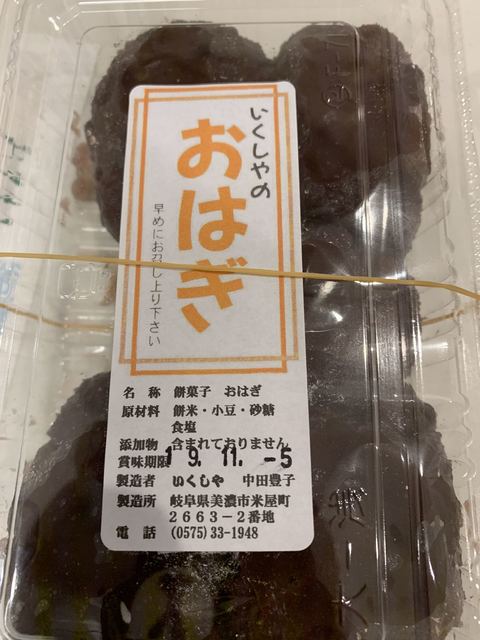 いくしやの
おはぎ
早めにお召し上り下さい
名 称 餅菓子 おはぎ
原材料 餅米・小豆・砂糖
食塩
添加物 含まれておりません
賞味期限 19.11.-5
製造者 いくしや 中田豊子
製造所 岐阜県美濃市米屋町
2663-2番地
電 話 (0575)33-1948